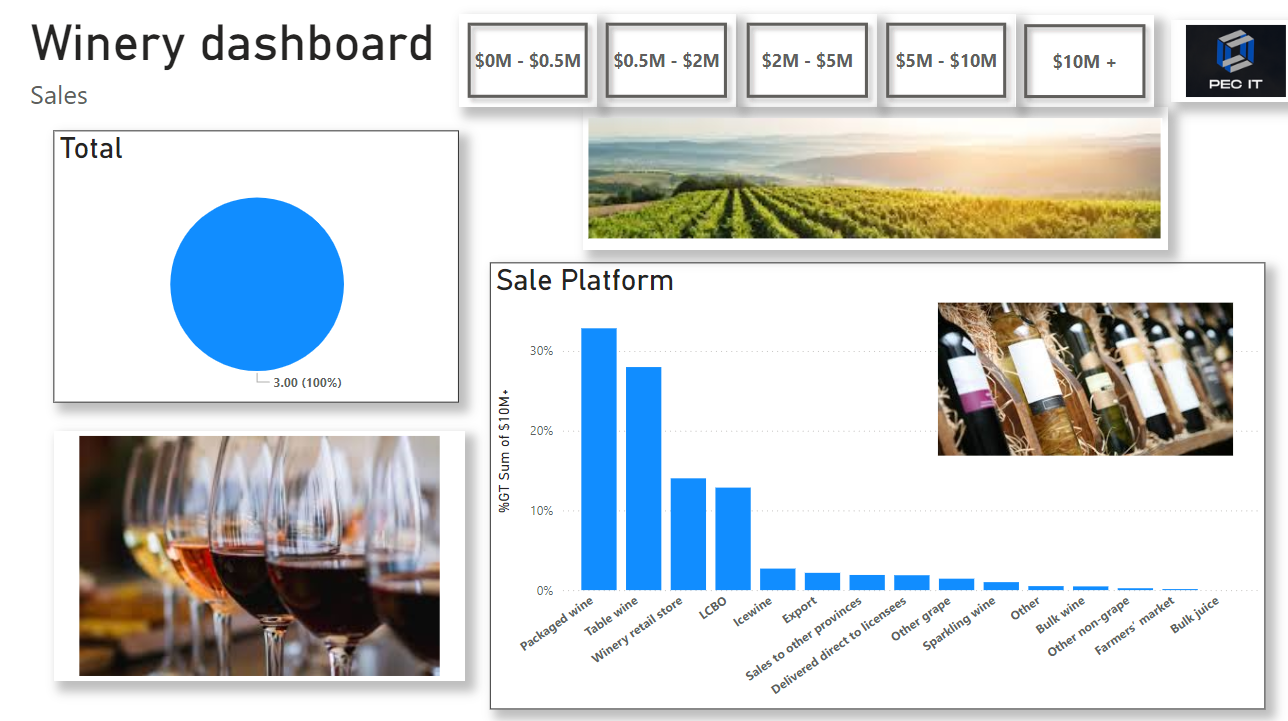 Winery dashboard
Sales
$0M - $0.5M
$0.5M - $2M
$2M - $5M
$5M - $10M
$10M +
PEC IT
Total
3.00 (100%)
Sale Platform
%GT Sum of $10M+
30%
20%
10%
0%
Packaged wine
Table wine
Winery retail store
LCBO
Icewine
Export
Sales to other provinces
Delivered direct to licensees
Other grape
Sparkling wine
Other
Bulk wine
Other non-grape
Farmers' market
Bulk juice